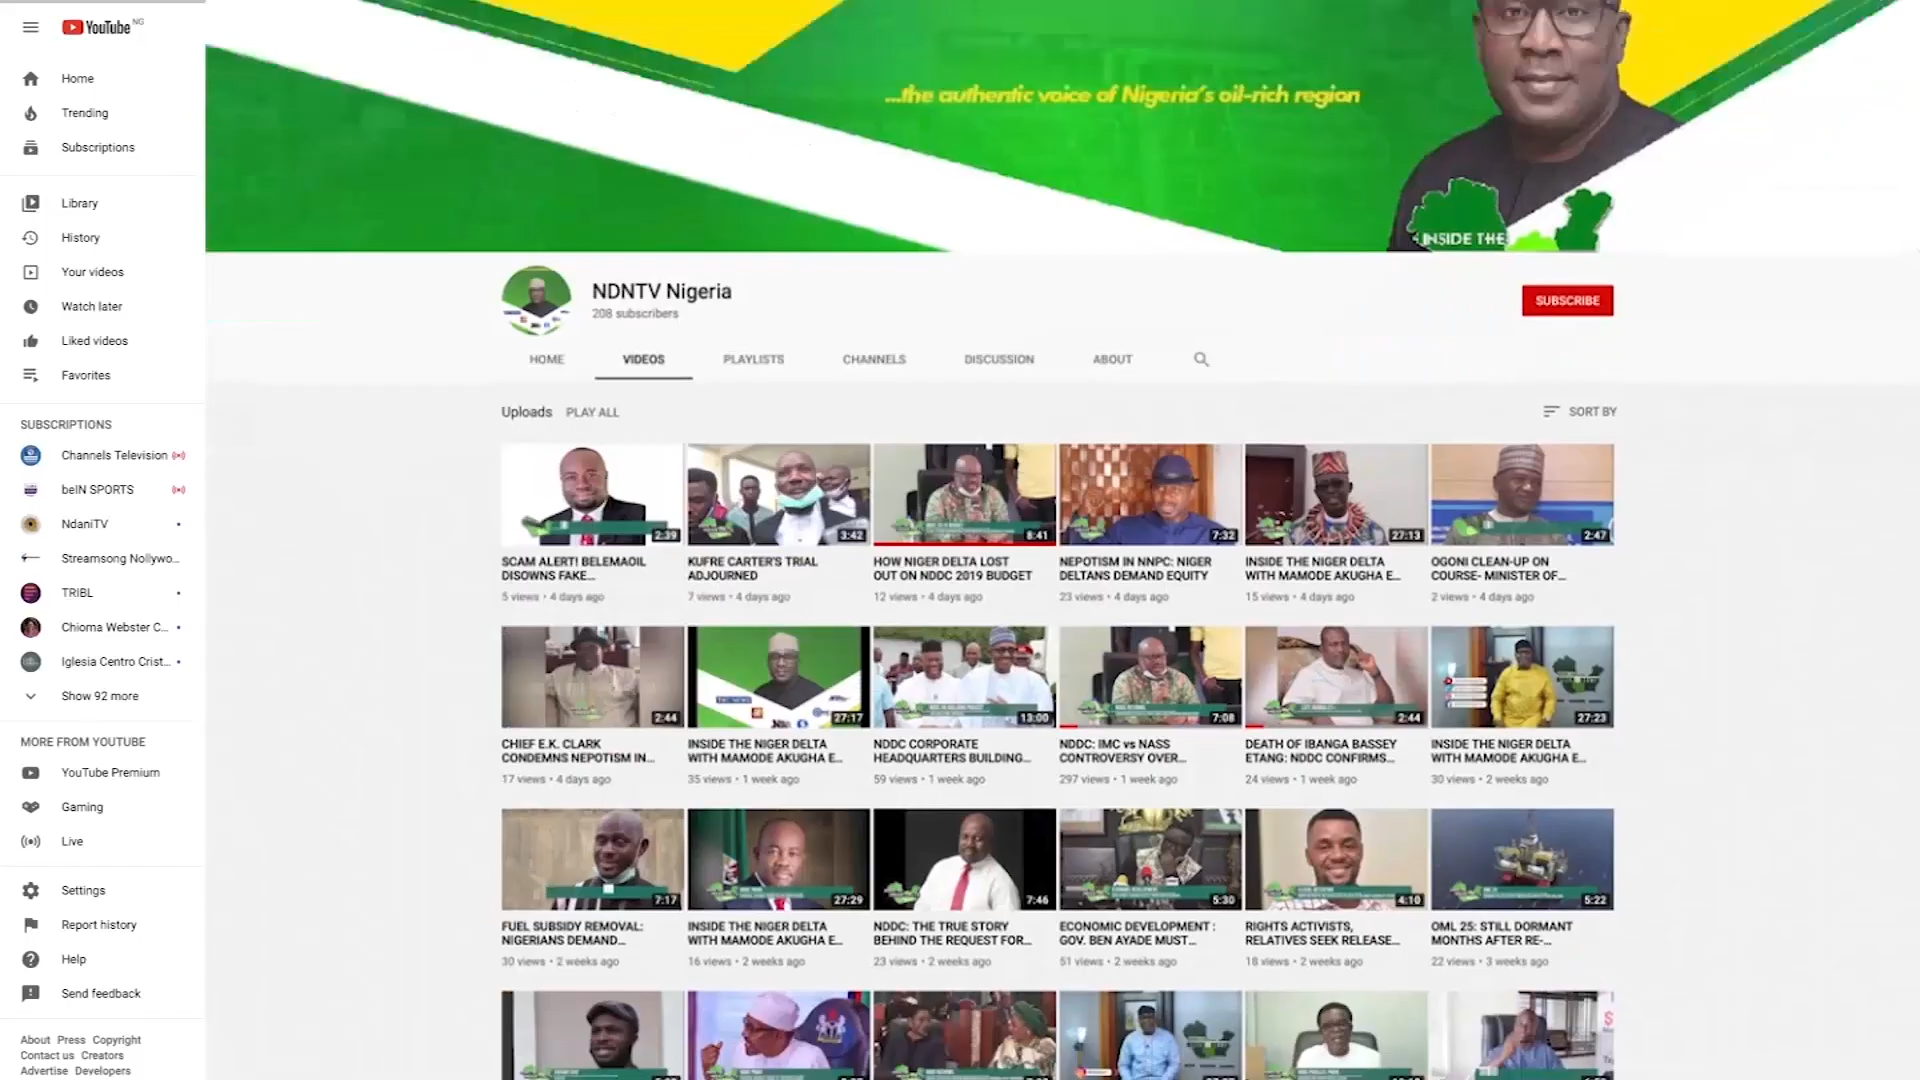 YouTube NG
Home
Trending
Subscriptions
Library
History
Your videos
Watch later
Liked videos
Favorites
SUBSCRIPTIONS
Channels Television
beIN SPORTS
NdaniTV
Streamsong Nollywo...
TRIBL
Chioma Webster C...
Iglesia Centro Crist...
Show 92 more
MORE FROM YOUTUBE
YouTube Premium
Gaming
Live
Settings
Report history
Help
Send feedback
About Press Copyright
Contact us Creators
Advertise Developers
...the authentic voice of Nigeria's oil-rich region
INSIDE THE
NDNTV Nigeria
208 subscribers
SUBSCRIBE
HOME VIDEOS PLAYLISTS CHANNELS DISCUSSION ABOUT
Uploads PLAY ALL SORT BY
2:39 3:42 8:41 7:32 27:13 2:47
SCAM ALERT! BELEMAOIL
DISOWNS FAKE...
5 views • 4 days ago
KUFRE CARTER'S TRIAL
ADJOURNED
7 views • 4 days ago
HOW NIGER DELTA LOST
OUT ON NDDC 2019 BUDGET
12 views • 4 days ago
NEPOTISM IN NNPC: NIGER
DELTANS DEMAND EQUITY
23 views • 4 days ago
INSIDE THE NIGER DELTA
WITH MAMODE AKUGHA E...
15 views • 4 days ago
OGONI CLEAN-UP ON
COURSE- MINISTER OF...
2 views • 4 days ago
2:44 27:17 13:00 7:08 2:44 27:23
CHIEF E.K. CLARK
CONDEMNS NEPOTISM IN...
17 views • 4 days ago
INSIDE THE NIGER DELTA
WITH MAMODE AKUGHA E...
35 views • 1 week ago
NDDC CORPORATE
HEADQUARTERS BUILDING...
59 views • 1 week ago
NDDC: IMC vs NASS
CONTROVERSY OVER...
297 views • 1 week ago
DEATH OF IBANGA BASSEY
ETANG: NDDC CONFIRMS...
24 views • 1 week ago
INSIDE THE NIGER DELTA
WITH MAMODE AKUGHA E...
30 views • 2 weeks ago
7:17 27:29 7:46 5:30 4:10 5:22
FUEL SUBSIDY REMOVAL:
NIGERIANS DEMAND...
30 views • 2 weeks ago
INSIDE THE NIGER DELTA
WITH MAMODE AKUGHA E...
16 views • 2 weeks ago
NDDC: THE TRUE STORY
BEHIND THE REQUEST FOR...
23 views • 2 weeks ago
ECONOMIC DEVELOPMENT :
GOV. BEN AYADE MUST...
51 views • 2 weeks ago
RIGHTS ACTIVISTS,
RELATIVES SEEK RELEASE...
18 views • 2 weeks ago
OML 25: STILL DORMANT
MONTHS AFTER RE-...
22 views • 3 weeks ago